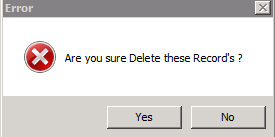 Error
Are you sure Delete these Record's ?
Yes
No